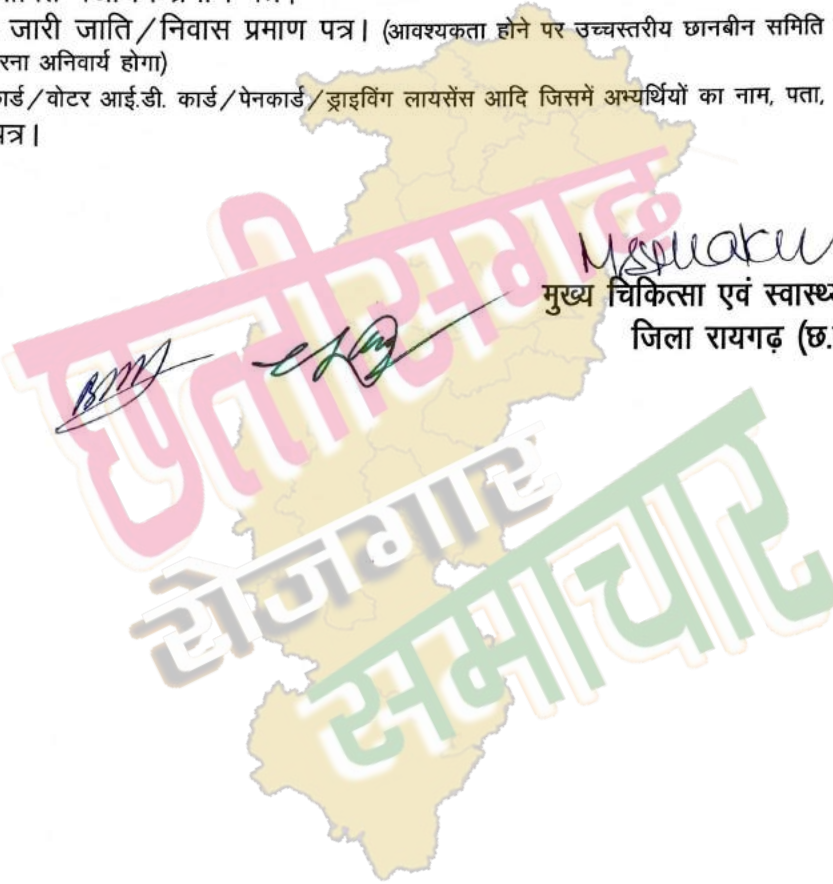 जारी जाति/निवास प्रमाण पत्र। (आवश्यकता होने पर उच्चस्तरीय छानबीन समिति
रना अनिवार्य होगा)
कार्ड/वोटर आई.डी. कार्ड/पेनकार्ड/ड्राइविंग लायसेंस आदि जिसमें अभ्यर्थियों का नाम, पता,
पत्र।
मुख्य चिकित्सा एवं स्वास्थ्य
जिला रायगढ़ (छ.
छत्तीसगढ़
रोजगार
समाचार